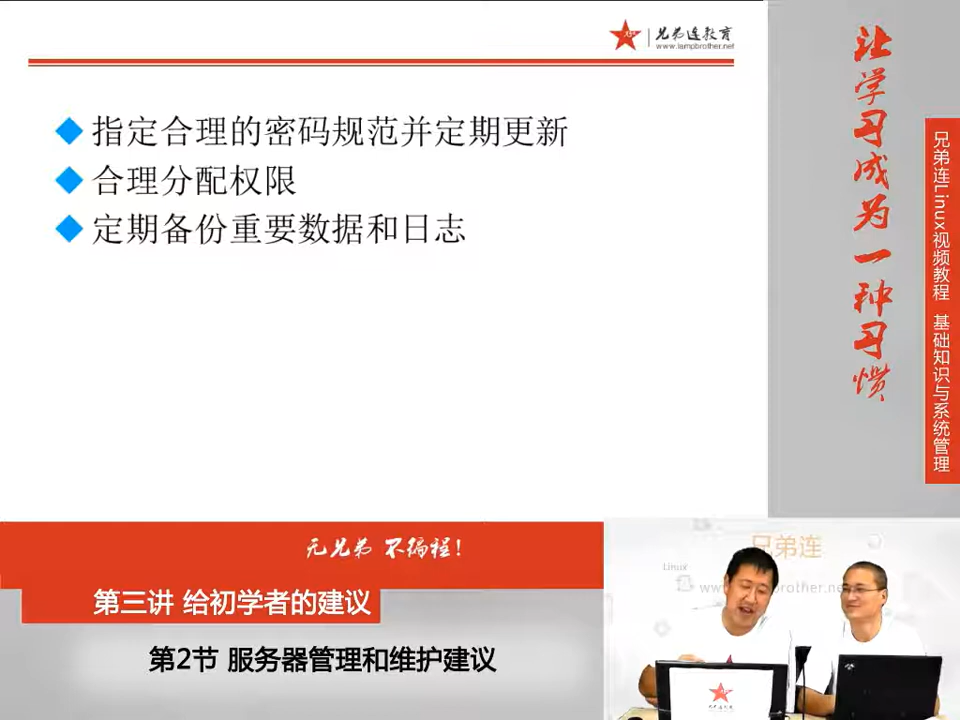 兄弟连教育
www.lampbrother.net
指定合理的密码规范并定期更新
合理分配权限
定期备份重要数据和日志
让学习成为一种习惯
兄弟连Linux视频教程 基础知识与系统管理
无兄弟 不编程!
第三讲 给初学者的建议
第2节 服务器管理和维护建议
兄弟连
Linux